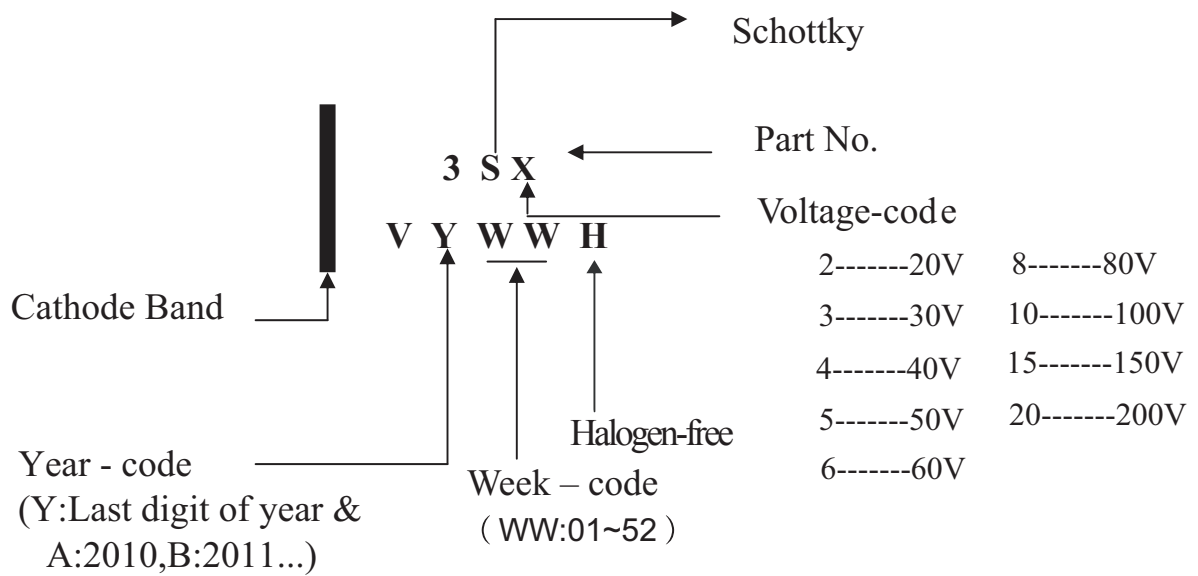 Schottky
Part No.
3 S X
Voltage-code
V Y W W H
2-------20V 8-------80V
Cathode Band
3-------30V 10-------100V
4-------40V 15-------150V
5-------50V 20-------200V
Halogen-free
Year - code
6-------60V
Week – code
(Y:Last digit of year &
（WW:01~52）
A:2010,B:2011...)